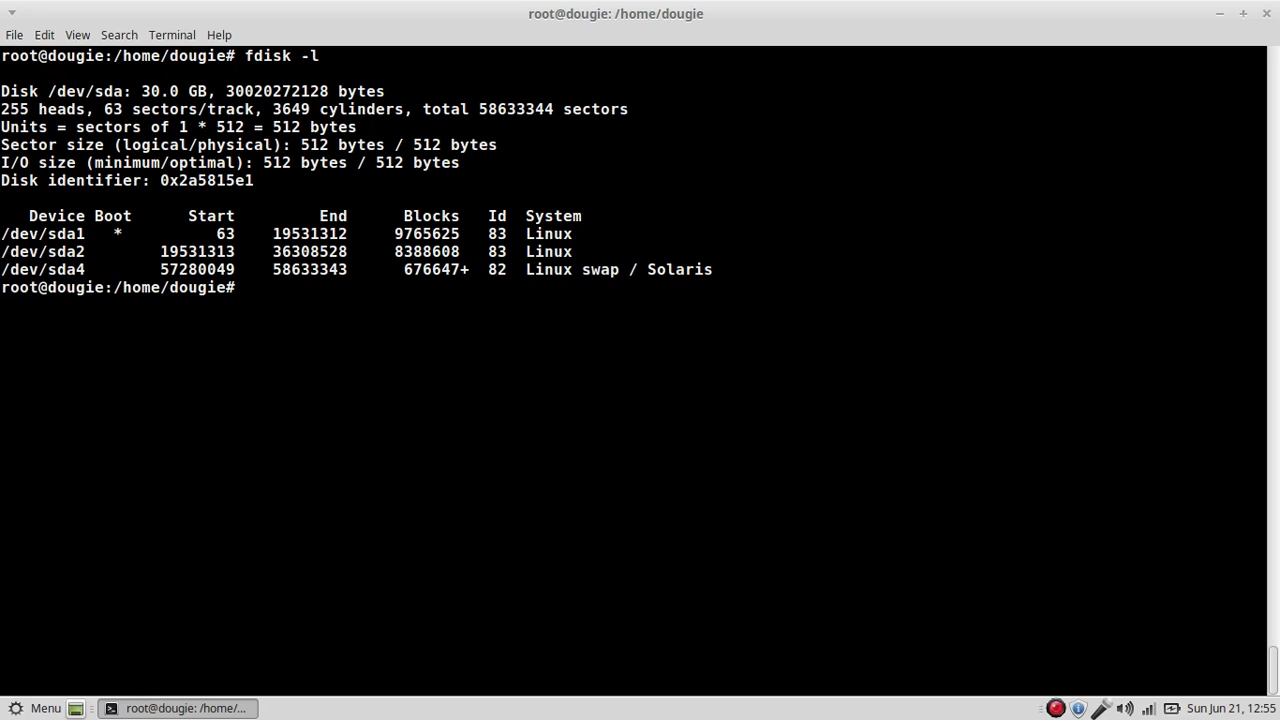 root@dougie: /home/dougie
File Edit View Search Terminal Help
root@dougie:/home/dougie# fdisk -l
Disk /dev/sda: 30.0 GB, 30020272128 bytes
255 heads, 63 sectors/track, 3649 cylinders, total 58633344 sectors
Units = sectors of 1 * 512 = 512 bytes
Sector size (logical/physical): 512 bytes / 512 bytes
I/O size (minimum/optimal): 512 bytes / 512 bytes
Disk identifier: 0x2a5815e1
Device Boot Start End Blocks Id System
/dev/sda1 * 63 19531312 9765625 83 Linux
/dev/sda2 19531313 36308528 8388608 83 Linux
/dev/sda4 57280049 58633343 676647+ 82 Linux swap / Solaris
root@dougie:/home/dougie#
Menu root@dougie: /home/... Sun Jun 21, 12:55